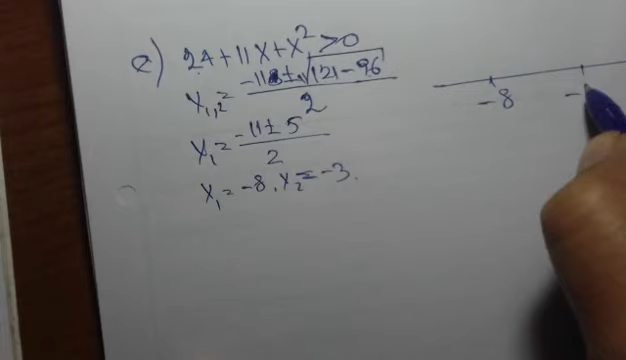 e) 24+11x+x²>0
x₁,₂= (-11±√(121-96))/2
x₁= (-11±5)/2
x₁=-8, x₂=-3.
-8 -